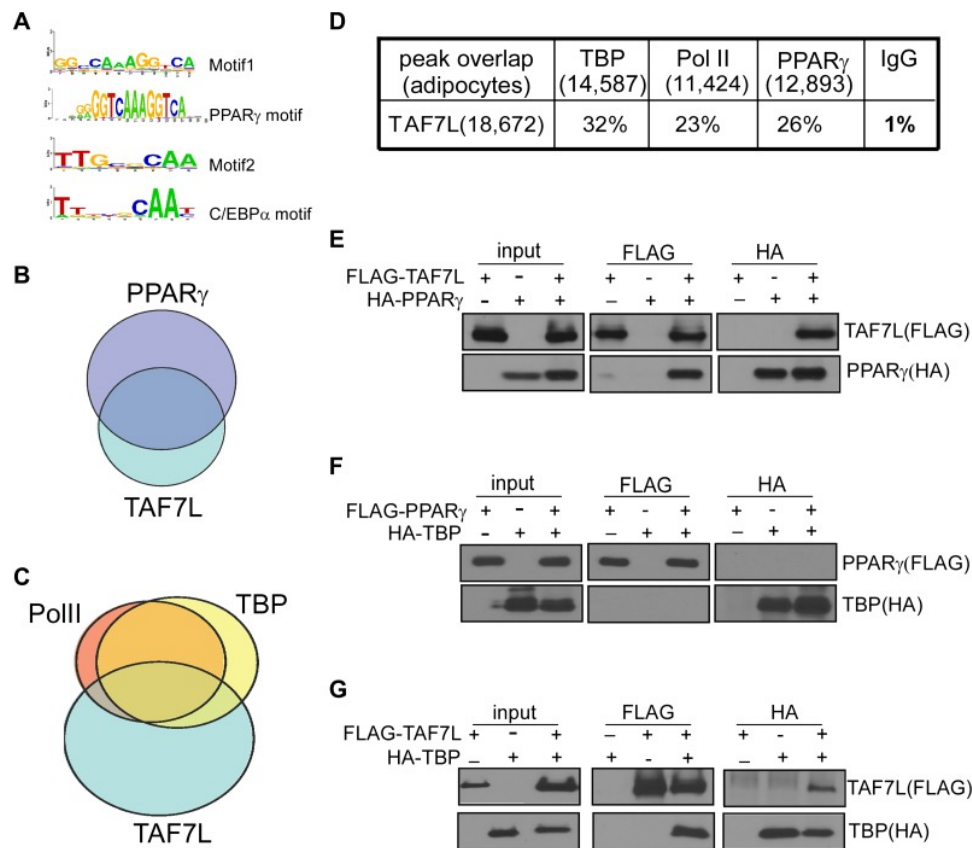 A
Motif1
PPARγ motif
Motif2
C/EBPα motif
B
PPARγ
TAF7L
C
PolII
TBP
TAF7L
D
peak overlap (adipocytes) TBP (14,587) Pol II (11,424) PPARγ (12,893) IgG
TAF7L(18,672) 32% 23% 26% 1%
E
input FLAG HA
FLAG-TAF7L + - + + - + + - +
HA-PPARγ - + + – + + – + +
TAF7L(FLAG)
PPARγ(HA)
F
input FLAG HA
FLAG-PPARγ + - + + - + + - +
HA-TBP - + + – + + – + +
PPARγ(FLAG)
TBP(HA)
G
input FLAG HA
FLAG-TAF7L + - + – + + + - +
HA-TBP – + + + - + – + +
TAF7L(FLAG)
TBP(HA)